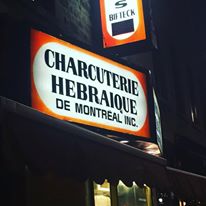 S
BIFTECK
CHARCUTERIE
HEBRAIQUE
DE MONTREAL INC.